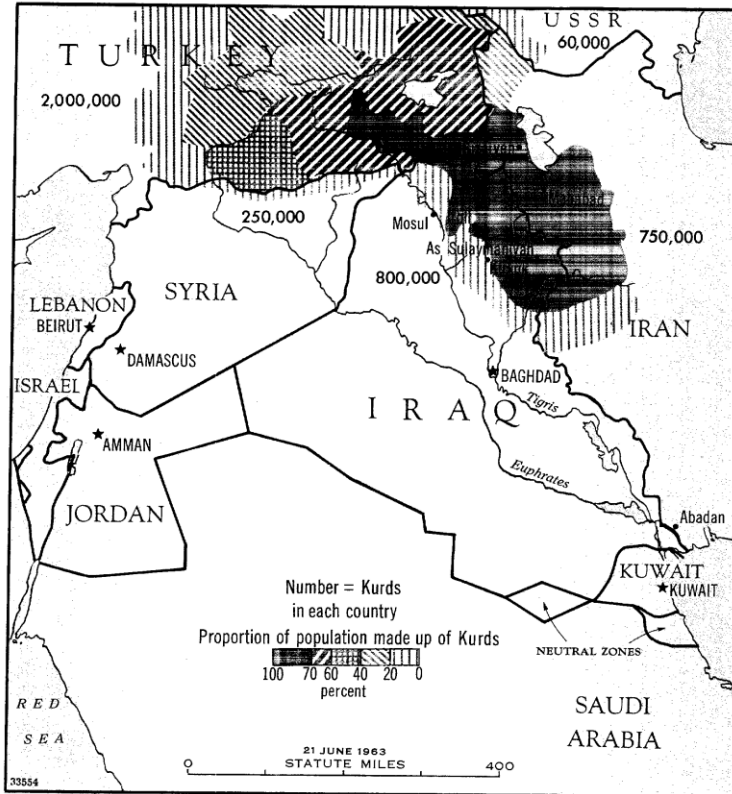 USSR
60,000
TURKEY
2,000,000
250,000
Mosul
As Sulaymaniyah
750,000
800,000
SYRIA
LEBANON
BEIRUT
DAMASCUS
IRAN
ISRAEL
BAGHDAD
IRAQ
Tigris
AMMAN
Euphrates
JORDAN
Abadan
KUWAIT
KUWAIT
Number = Kurds
in each country
Proportion of population made up of Kurds
100 70 60 40 20 0
percent
NEUTRAL ZONES
RED
SEA
SAUDI
ARABIA
21 JUNE 1963
STATUTE MILES
0 400
33554